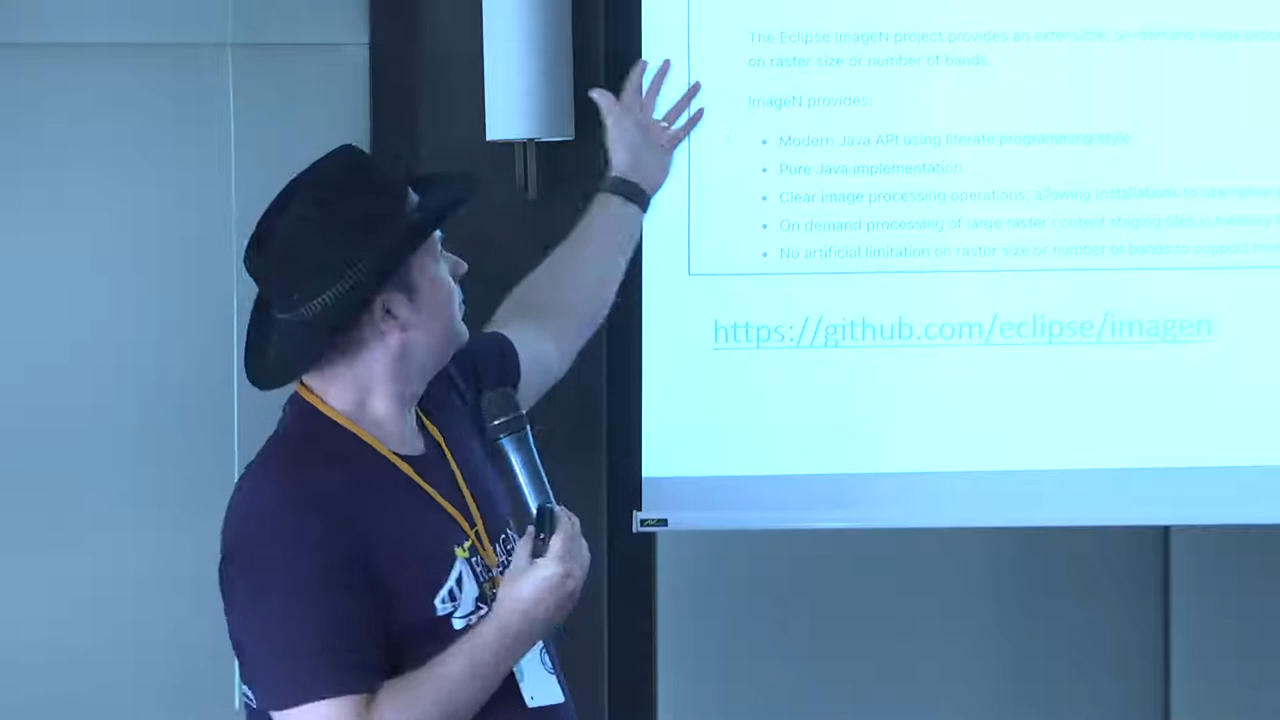 The Eclipse ImageN project provides an extensible, on-demand image
on raster size or number of bands.
ImageN provides:
Modern Java API using literate programming style
Pure Java implementation
Clear image processing operations, allowing installations to
On demand processing of large raster content staging tiles in memory
No artificial limitation on raster size or number of bands to support
https://github.com/eclipse/imagen